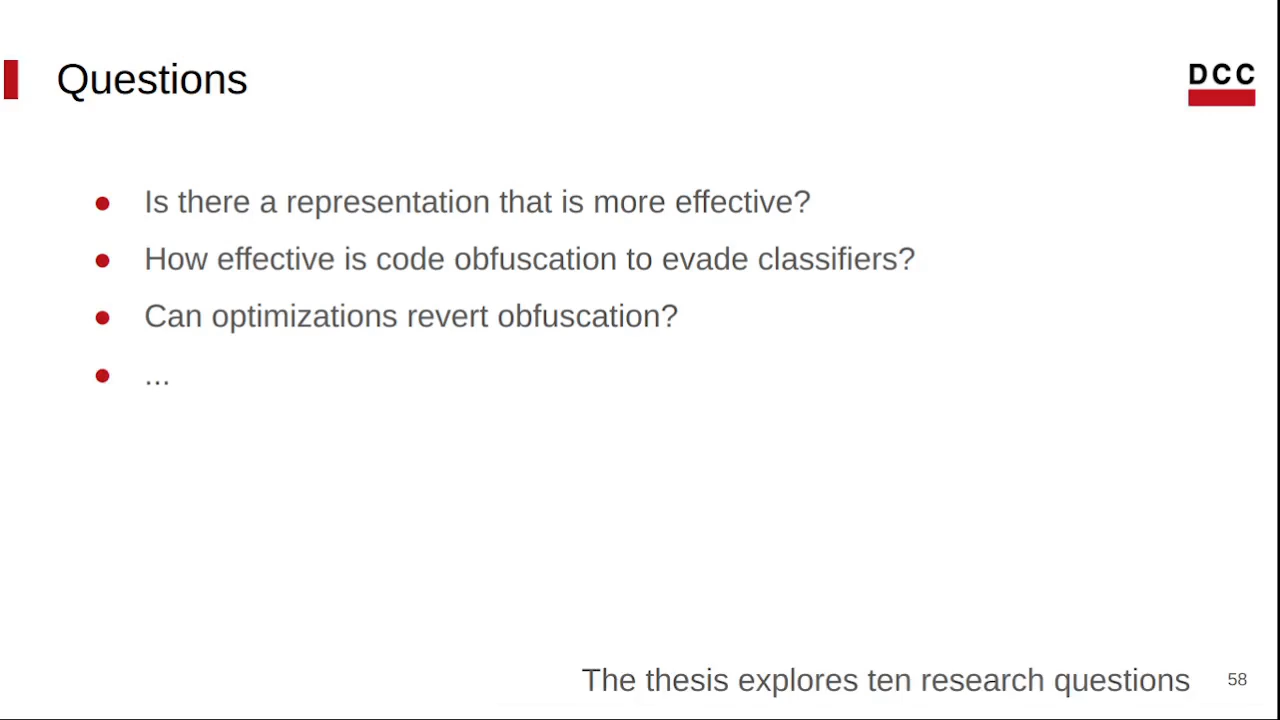 Questions
DCC
Is there a representation that is more effective?
How effective is code obfuscation to evade classifiers?
Can optimizations revert obfuscation?
...
The thesis explores ten research questions
58